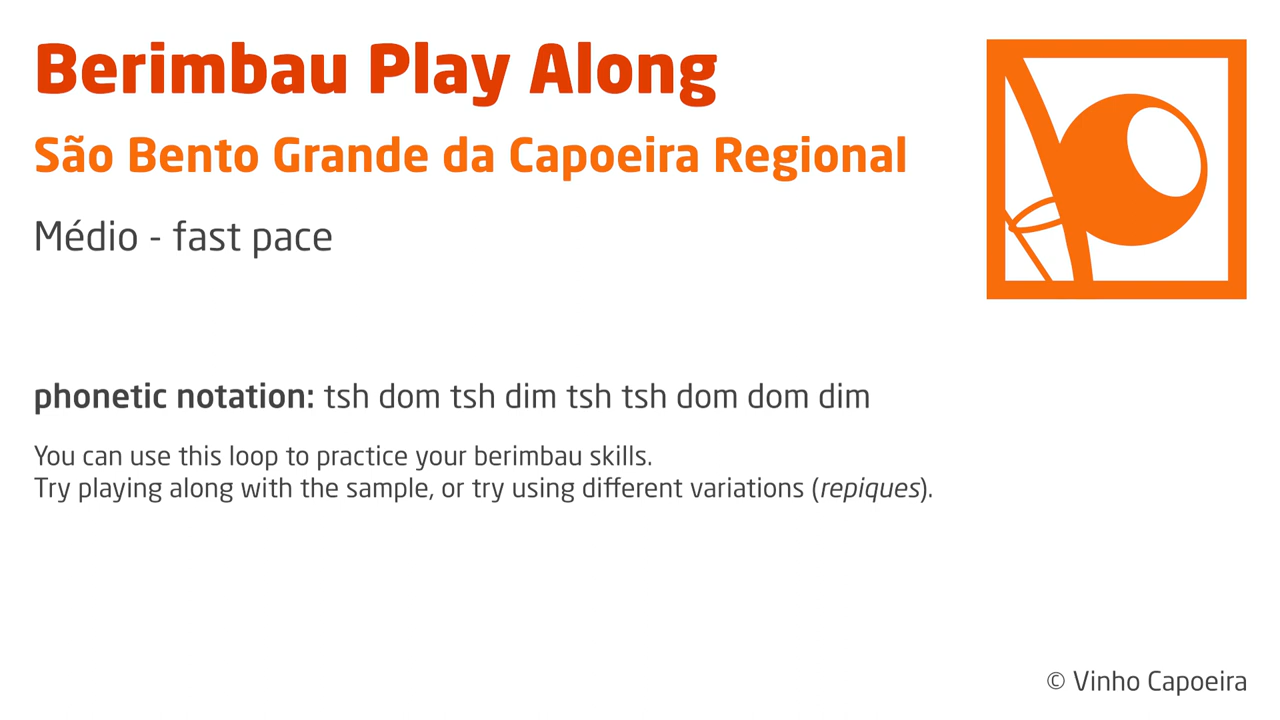 Berimbau Play Along
São Bento Grande da Capoeira Regional
Médio - fast pace
phonetic notation: tsh dom tsh dim tsh tsh dom dom dim
You can use this loop to practice your berimbau skills.
Try playing along with the sample, or try using different variations (repiques).
© Vinho Capoeira